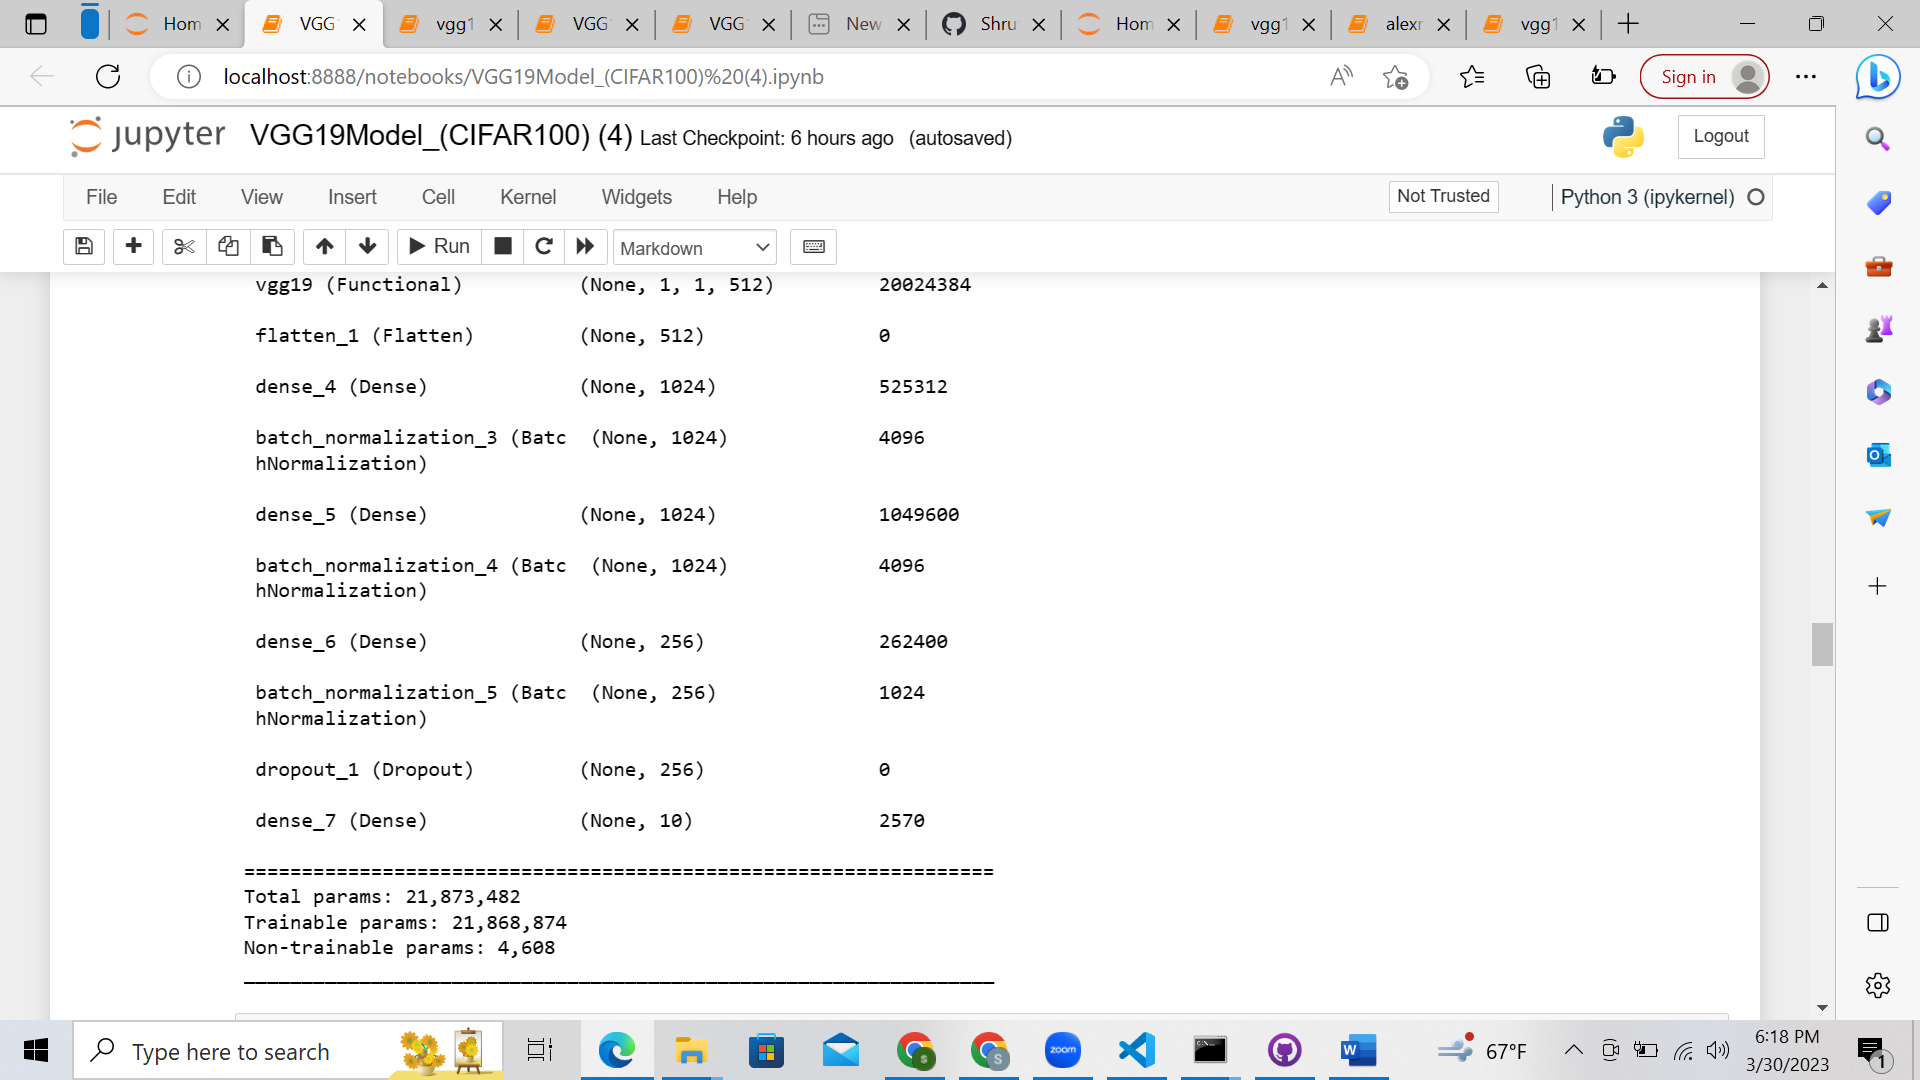 Hom
VGG
vgg1
VGG
VGG
New
Shru
Hom
vgg1
alexr
vgg1
localhost:8888/notebooks/VGG19Model_(CIFAR100)%20(4).ipynb
Sign in
jupyter VGG19Model_(CIFAR100) (4) Last Checkpoint: 6 hours ago (autosaved)
Logout
File Edit View Insert Cell Kernel Widgets Help
Not Trusted
Python 3 (ipykernel)
Run
Markdown
vgg19 (Functional) (None, 1, 1, 512) 20024384
flatten_1 (Flatten) (None, 512) 0
dense_4 (Dense) (None, 1024) 525312
batch_normalization_3 (Batc (None, 1024) 4096
hNormalization)
dense_5 (Dense) (None, 1024) 1049600
batch_normalization_4 (Batc (None, 1024) 4096
hNormalization)
dense_6 (Dense) (None, 256) 262400
batch_normalization_5 (Batc (None, 256) 1024
hNormalization)
dropout_1 (Dropout) (None, 256) 0
dense_7 (Dense) (None, 10) 2570
=================================================================
Total params: 21,873,482
Trainable params: 21,868,874
Non-trainable params: 4,608
_________________________________________________________________
Type here to search
S
S
zoom
W
67°F
6:18 PM
3/30/2023
1